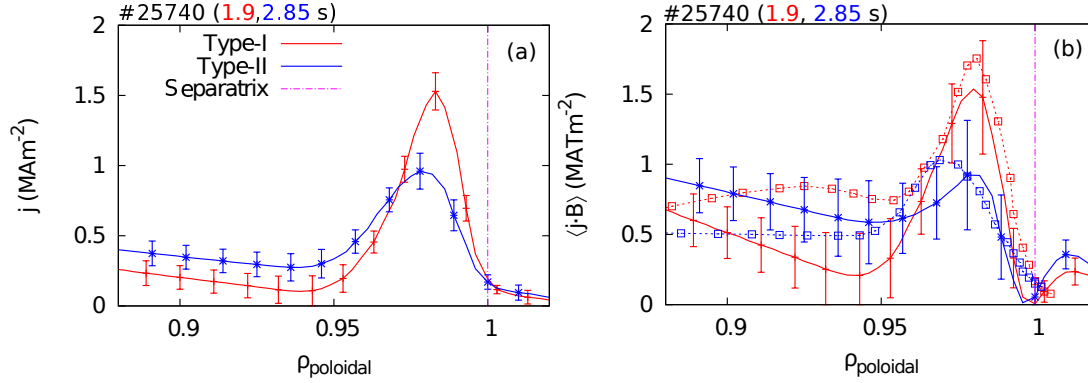 #25740 (1.9,2.85 s)
(a)
Type-I
Type-II
Separatrix
j (MAm-2)
2
1.5
1
0.5
0
0.9
0.95
1
ρpoloidal
#25740 (1.9, 2.85 s)
(b)
⟨j·B⟩ (MATm-2)
2
1.5
1
0.5
0
0.9
0.95
1
ρpoloidal